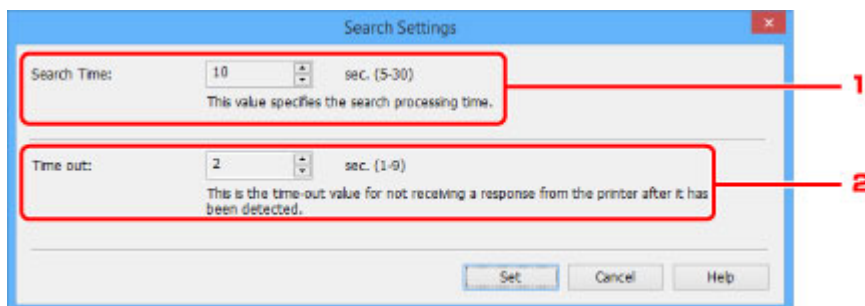 Search Settings
Search Time: 10 sec. (5-30)
This value specifies the search processing time.
1
Time out: 2 sec. (1-9)
This is the time-out value for not receiving a response from the printer after it has
been detected.
2
Set Cancel Help